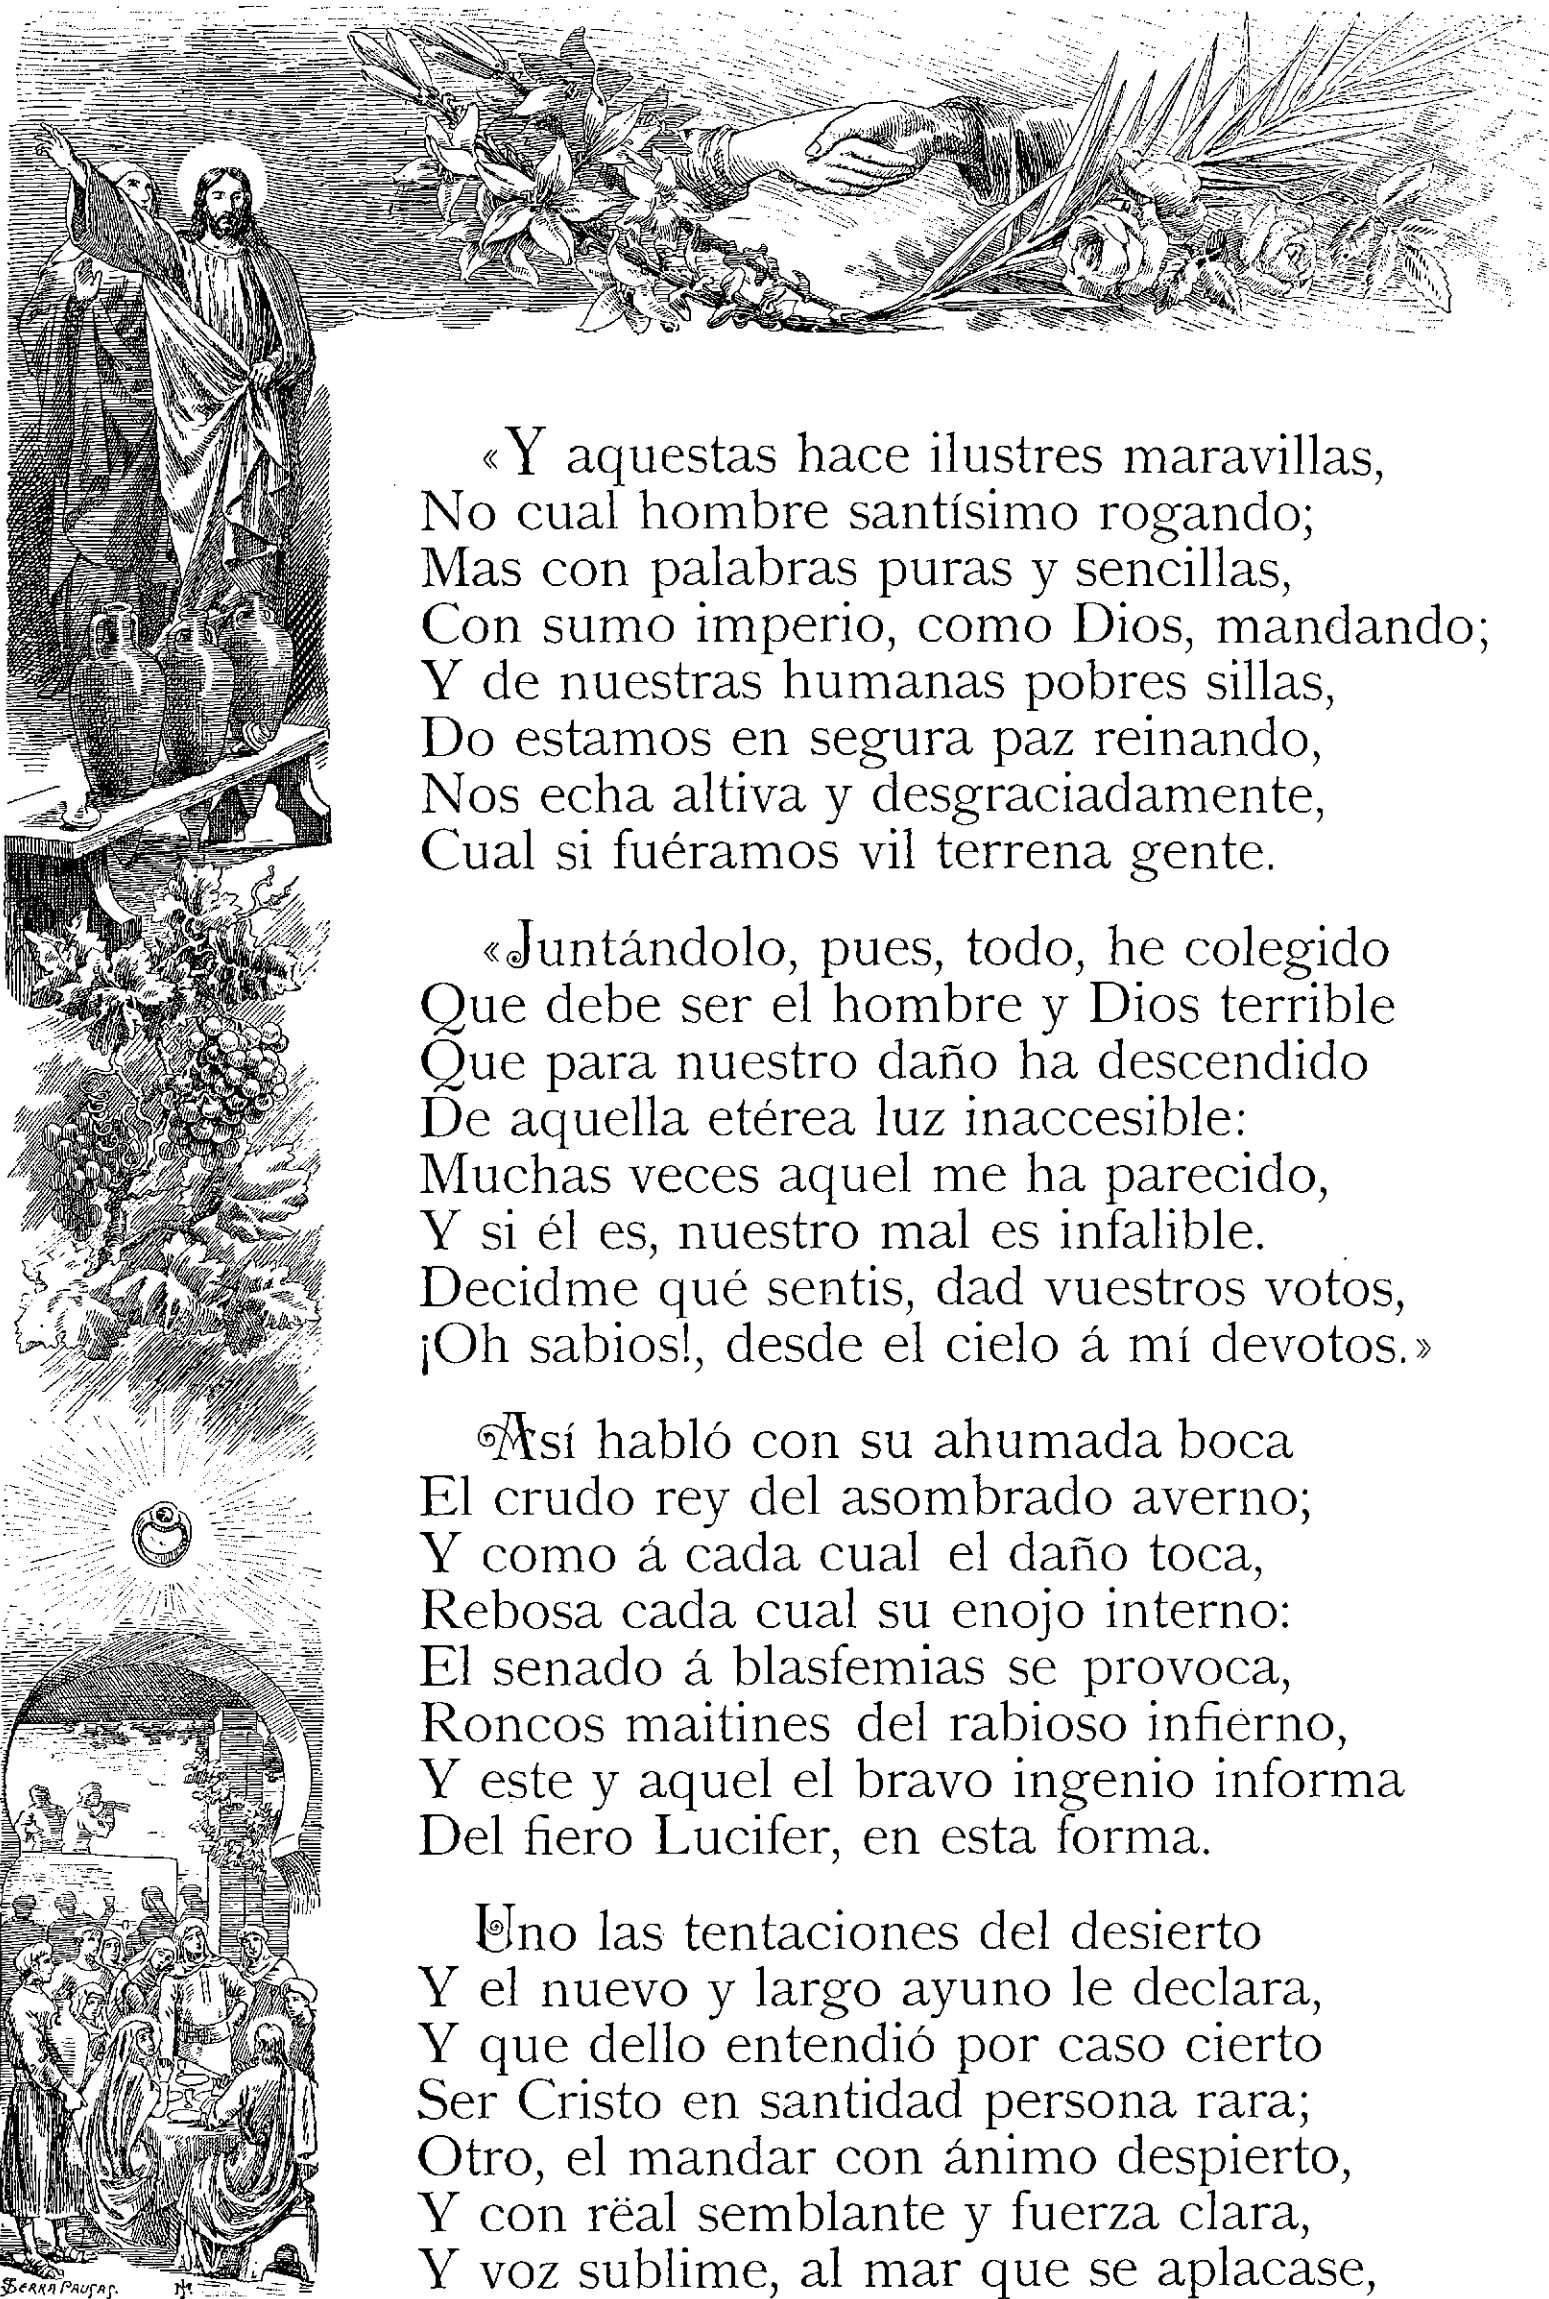 «Y aquestas hace ilustres maravillas,
No cual hombre santísimo rogando;
Mas con palabras puras y sencillas,
Con sumo imperio, como Dios, mandando;
Y de nuestras humanas pobres sillas,
Do estamos en segura paz reinando,
Nos echa altiva y desgraciadamente,
Cual si fuéramos vil terrena gente.
«Juntándolo, pues, todo, he colegido
Que debe ser el hombre y Dios terrible
Que para nuestro daño ha descendido
De aquella etérea luz inaccesible:
Muchas veces aquel me ha parecido,
Y si él es, nuestro mal es infalible.
Decidme qué sentis, dad vuestros votos,
¡Oh sabios!, desde el cielo á mí devotos.»
Así habló con su ahumada boca
El crudo rey del asombrado averno;
Y como á cada cual el daño toca,
Rebosa cada cual su enojo interno:
El senado á blasfemias se provoca,
Roncos maitines del rabioso infierno,
Y este y aquel el bravo ingenio informa
Del fiero Lucifer, en esta forma.
Uno las tentaciones del desierto
Y el nuevo y largo ayuno le declara,
Y que dello entendió por caso cierto
Ser Cristo en santidad persona rara;
Otro, el mandar con ánimo despierto,
Y con rëal semblante y fuerza clara,
Y voz sublime, al mar que se aplacase,
SERRA PAUSAS.